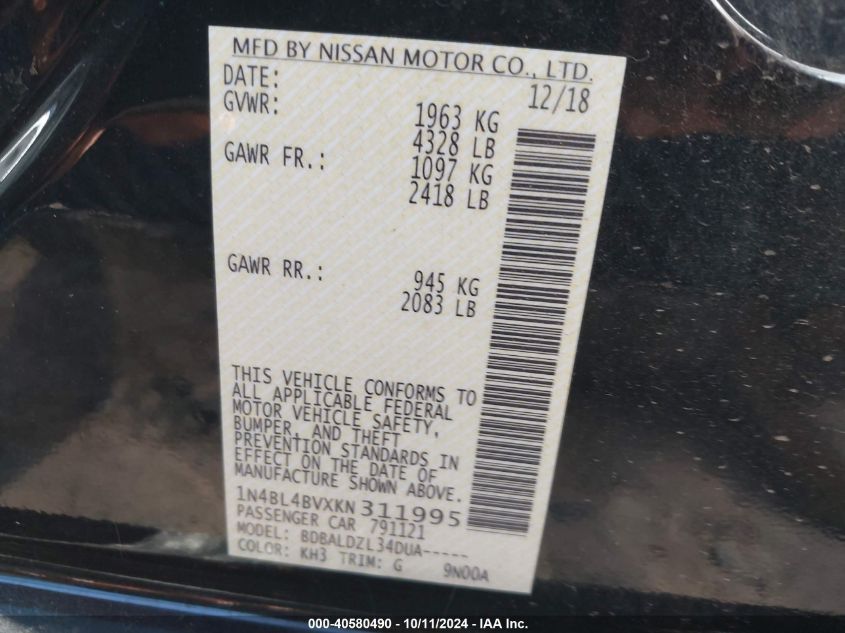 MFD BY NISSAN MOTOR CO., LTD.
DATE: 12/18
GVWR: 1963 KG
4328 LB
GAWR FR.: 1097 KG
2418 LB
GAWR RR.: 945 KG
2083 LB
THIS VEHICLE CONFORMS TO
ALL APPLICABLE FEDERAL
MOTOR VEHICLE SAFETY,
BUMPER, AND THEFT
PREVENTION STANDARDS IN
EFFECT ON THE DATE OF
MANUFACTURE SHOWN ABOVE.
1N4BL4BVXKN311995
PASSENGER CAR 791121
MODEL: BDBALDZL34DUA-----
COLOR: KH3 TRIM: G 9N00A
000-40580490 - 10/11/2024 - IAA Inc.